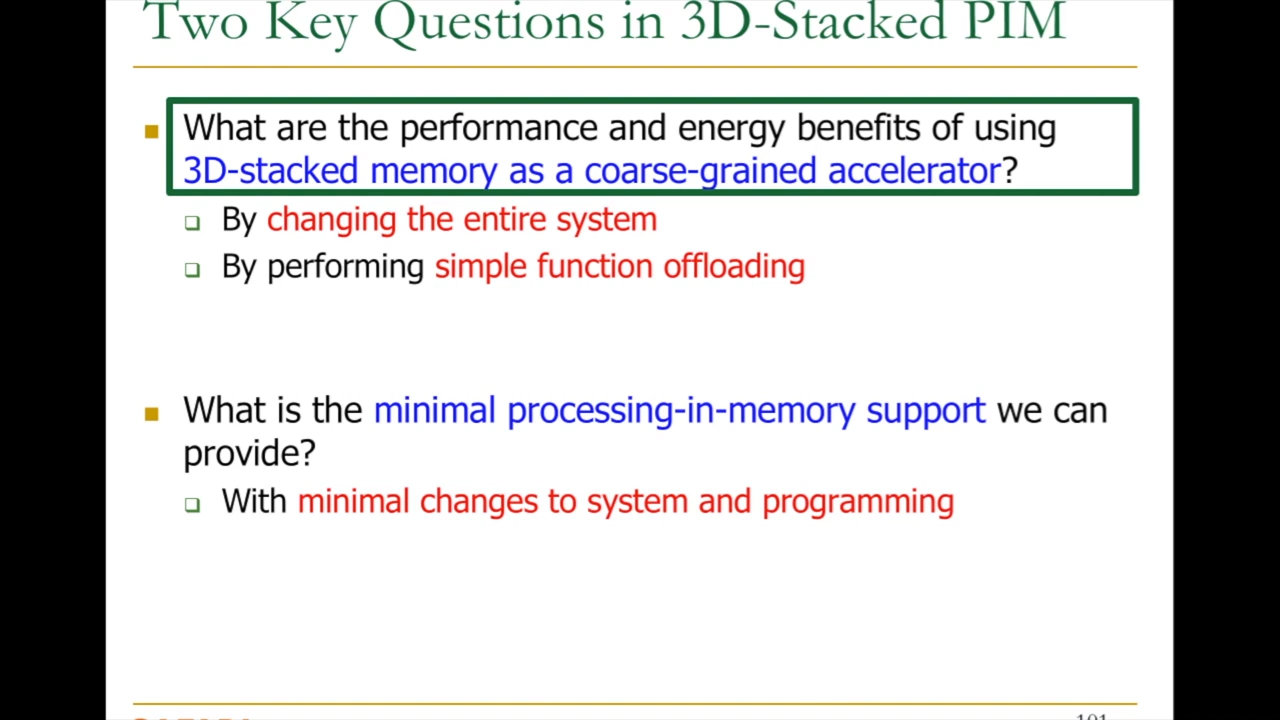 Two Key Questions in 3D-Stacked PIM
What are the performance and energy benefits of using
3D-stacked memory as a coarse-grained accelerator?
By changing the entire system
By performing simple function offloading
What is the minimal processing-in-memory support we can
provide?
With minimal changes to system and programming